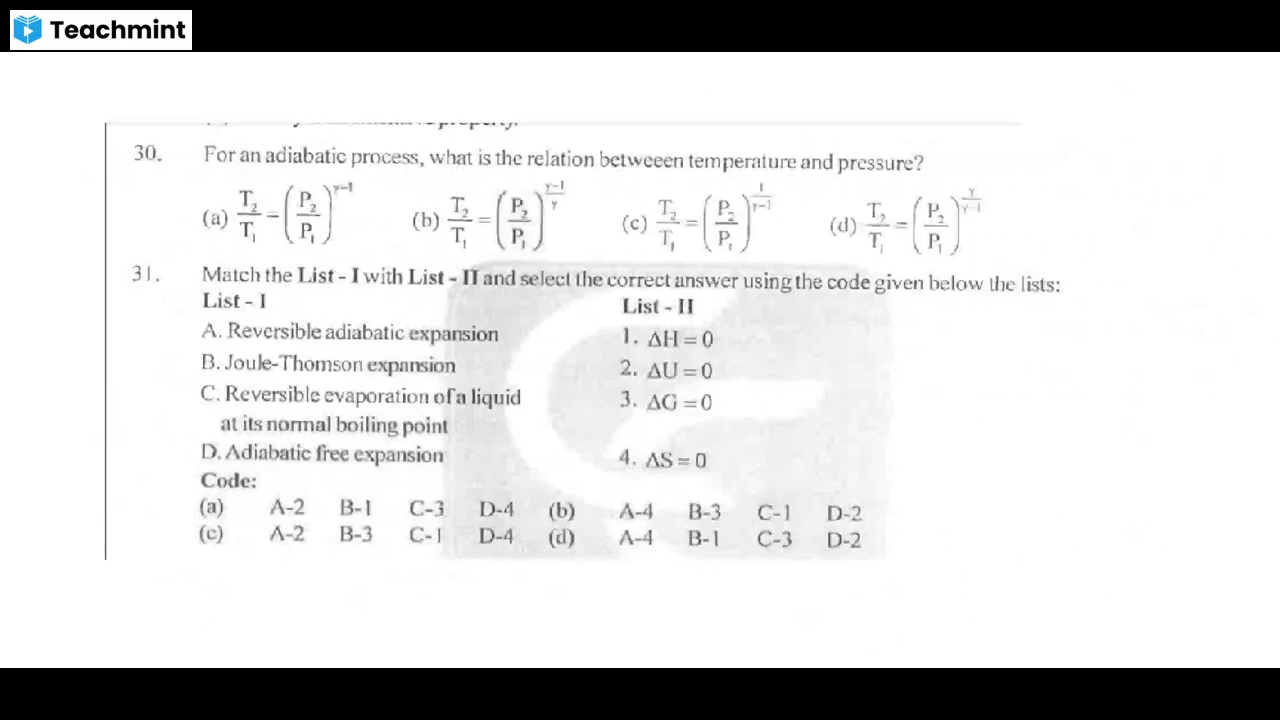 Teachmint
property.
30. For an adiabatic process, what is the relation betweeen temperature and pressure?
(a) T₂/T₁ = (P₂/P₁)^(γ–1) (b) T₂/T₁ = (P₂/P₁)^((γ–1)/γ) (c) T₂/T₁ = (P₂/P₁)^(1/(γ–1)) (d) T₂/T₁ = (P₂/P₁)^(γ/(γ–1))
31. Match the List - I with List - II and select the correct answer using the code given below the lists:
List - I List - II
A. Reversible adiabatic expansion 1. ΔH = 0
B. Joule-Thomson expansion 2. ΔU = 0
C. Reversible evaporation of a liquid 3. ΔG = 0
at its normal boiling point
D. Adiabatic free expansion 4. ΔS = 0
Code:
(a) A-2 B-1 C-3 D-4 (b) A-4 B-3 C-1 D-2
(c) A-2 B-3 C-1 D-4 (d) A-4 B-1 C-3 D-2